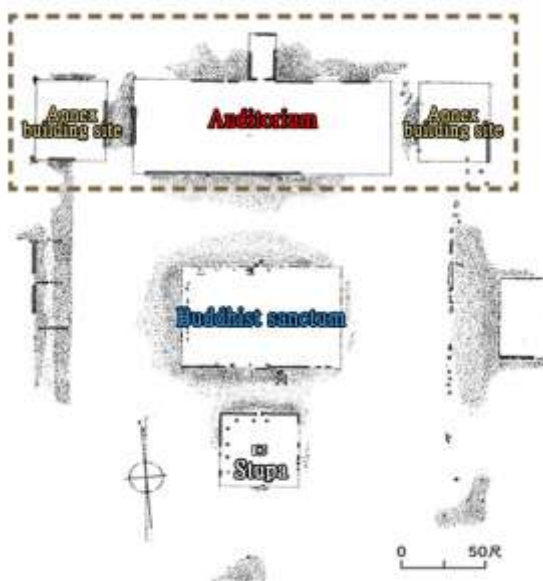 Annex
building site
Auditorium
Annex
building site
Buddhist sanctum
Stupa
0
50尺